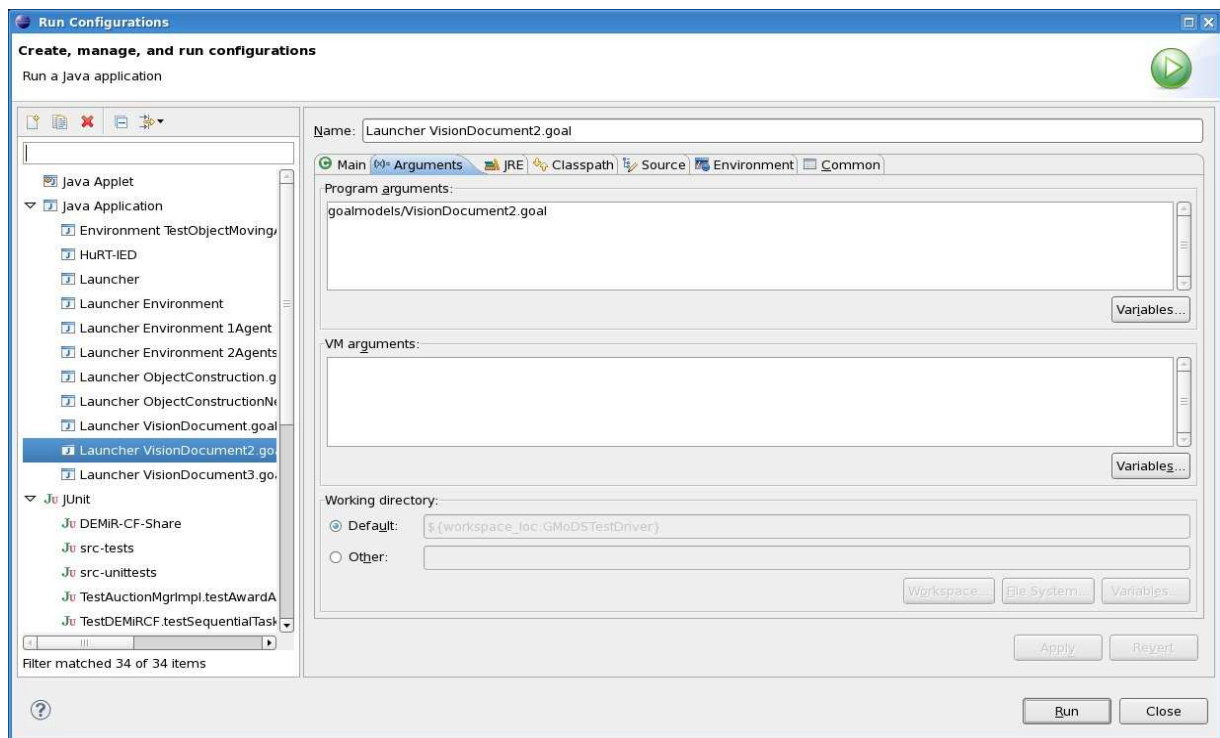 Run Configurations
Create, manage, and run configurations
Run a Java application
Name: Launcher VisionDocument2.goal
Java Applet
Java Application
Environment TestObjectMoving
HuRT-IED
Launcher
Launcher Environment
Launcher Environment 1Agent
Launcher Environment 2Agents
Launcher ObjectConstruction.g
Launcher ObjectConstructionN
Launcher VisionDocument.goal
Launcher VisionDocument2.go
Launcher VisionDocument3.go
JUnit
DEMiR-CF-Share
src-tests
src-unittests
TestAuctionMgrImpl.testAwardA
TestDEMiRCF.testSequentialTask
Filter matched 34 of 34 items
Main Arguments JRE Classpath Source Environment Common
Program arguments:
goalmodels/VisionDocument2.goal
Variables...
VM arguments:
Variables...
Working directory:
Default: ${workspace_loc:GMoDSTestDriver}
Other:
Workspace... File System... Variables...
Apply Revert
Run Close